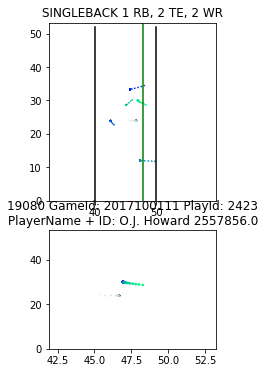 SINGLEBACK 1 RB, 2 TE, 2 WR
50
40
30
20
10
0
40
50
19080 GameId: 2017100111 PlayId: 2423
PlayerName + ID: O.J. Howard 2557856.0
40
20
0
42.5 45.0 47.5 50.0 52.5